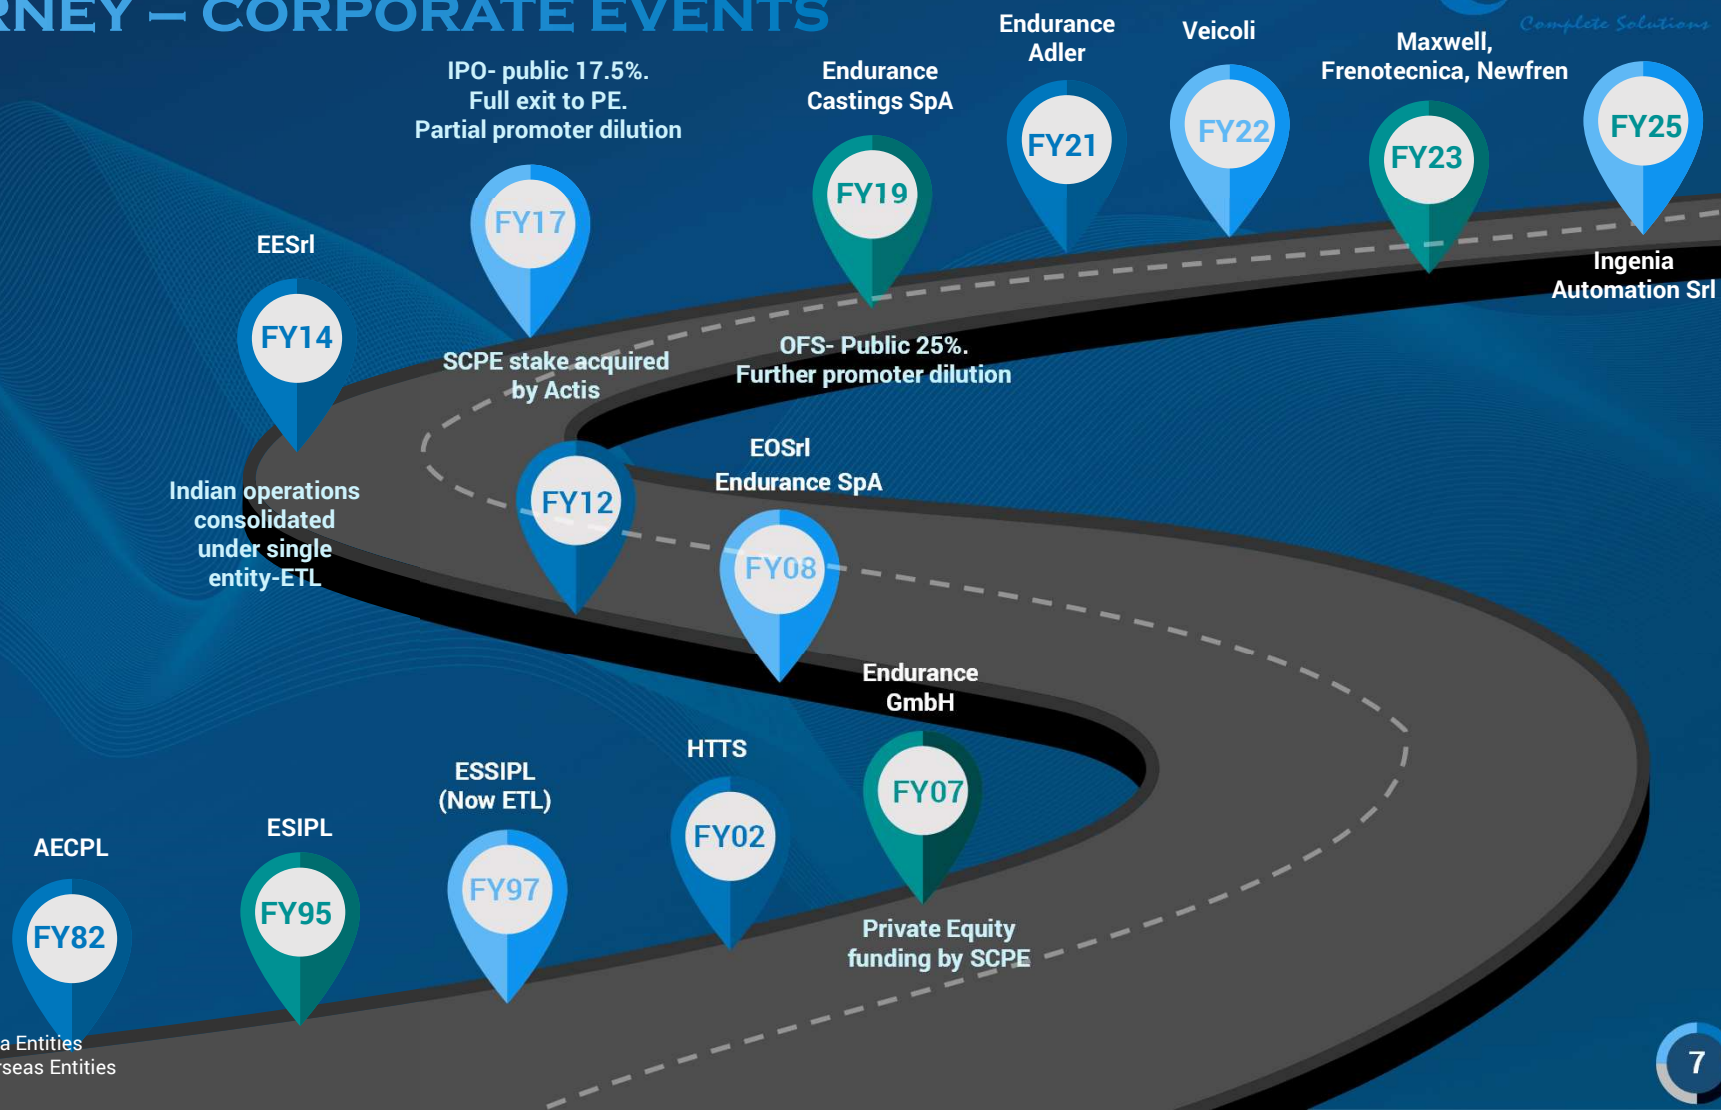 RNEY – CORPORATE EVENTS
Complete Solutions
IPO- public 17.5%.
Full exit to PE.
Partial promoter dilution
FY17
SCPE stake acquired
by Actis
Endurance
Castings SpA
FY19
OFS- Public 25%.
Further promoter dilution
Endurance
Adler
FY21
Veicoli
FY22
Maxwell,
Frenotecnica, Newfren
FY23
FY25
Ingenia
Automation Srl
EESrl
FY14
Indian operations
consolidated
under single
entity-ETL
FY12
EOSrl
Endurance SpA
FY08
Endurance
GmbH
FY07
Private Equity
funding by SCPE
HTTS
FY02
ESSIPL
(Now ETL)
FY97
ESIPL
FY95
AECPL
FY82
a Entities
rseas Entities
7